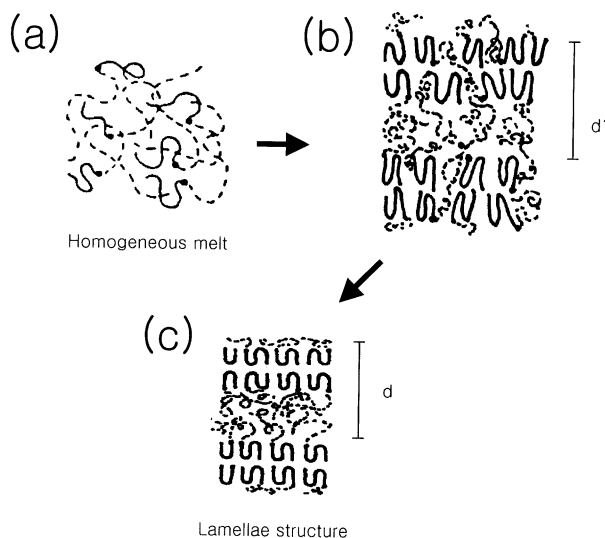 (a)
(b)
d'
Homogeneous melt
(c)
d
Lamellae structure